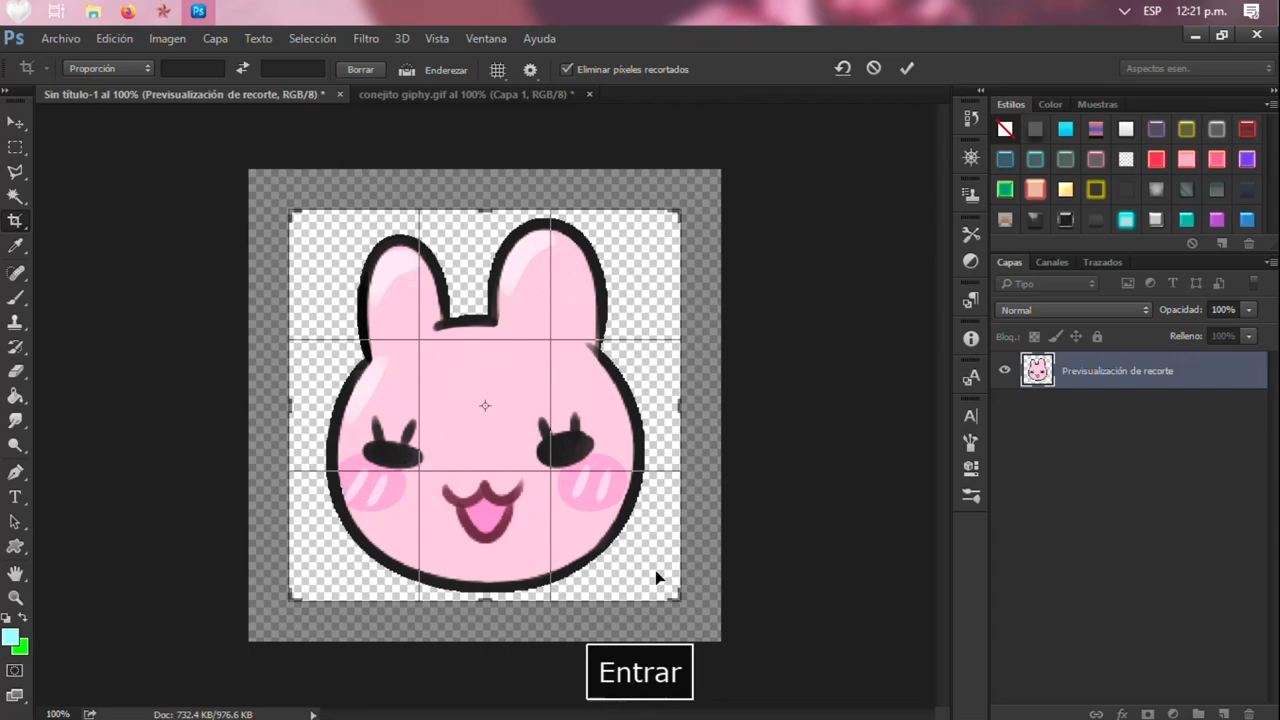 Ps
ESP
12:21 p.m.
Ps
Archivo
Edición
Imagen
Capa
Texto
Selección
Filtro
3D
Vista
Ventana
Ayuda
Proporción
Borrar
Enderezar
Eliminar píxeles recortados
Aspectos esen.
Sin título-1 al 100% (Previsualización de recorte, RGB/8) *
conejito giphy.gif al 100% (Capa 1, RGB/8) *
Estilos
Color
Muestras
Capas
Canales
Trazados
Tipo
Normal
Opacidad:
100%
Bloq.:
Relleno:
100%
Previsualización de recorte
Entrar
100%
Doc: 732.4 KB/976.6 KB